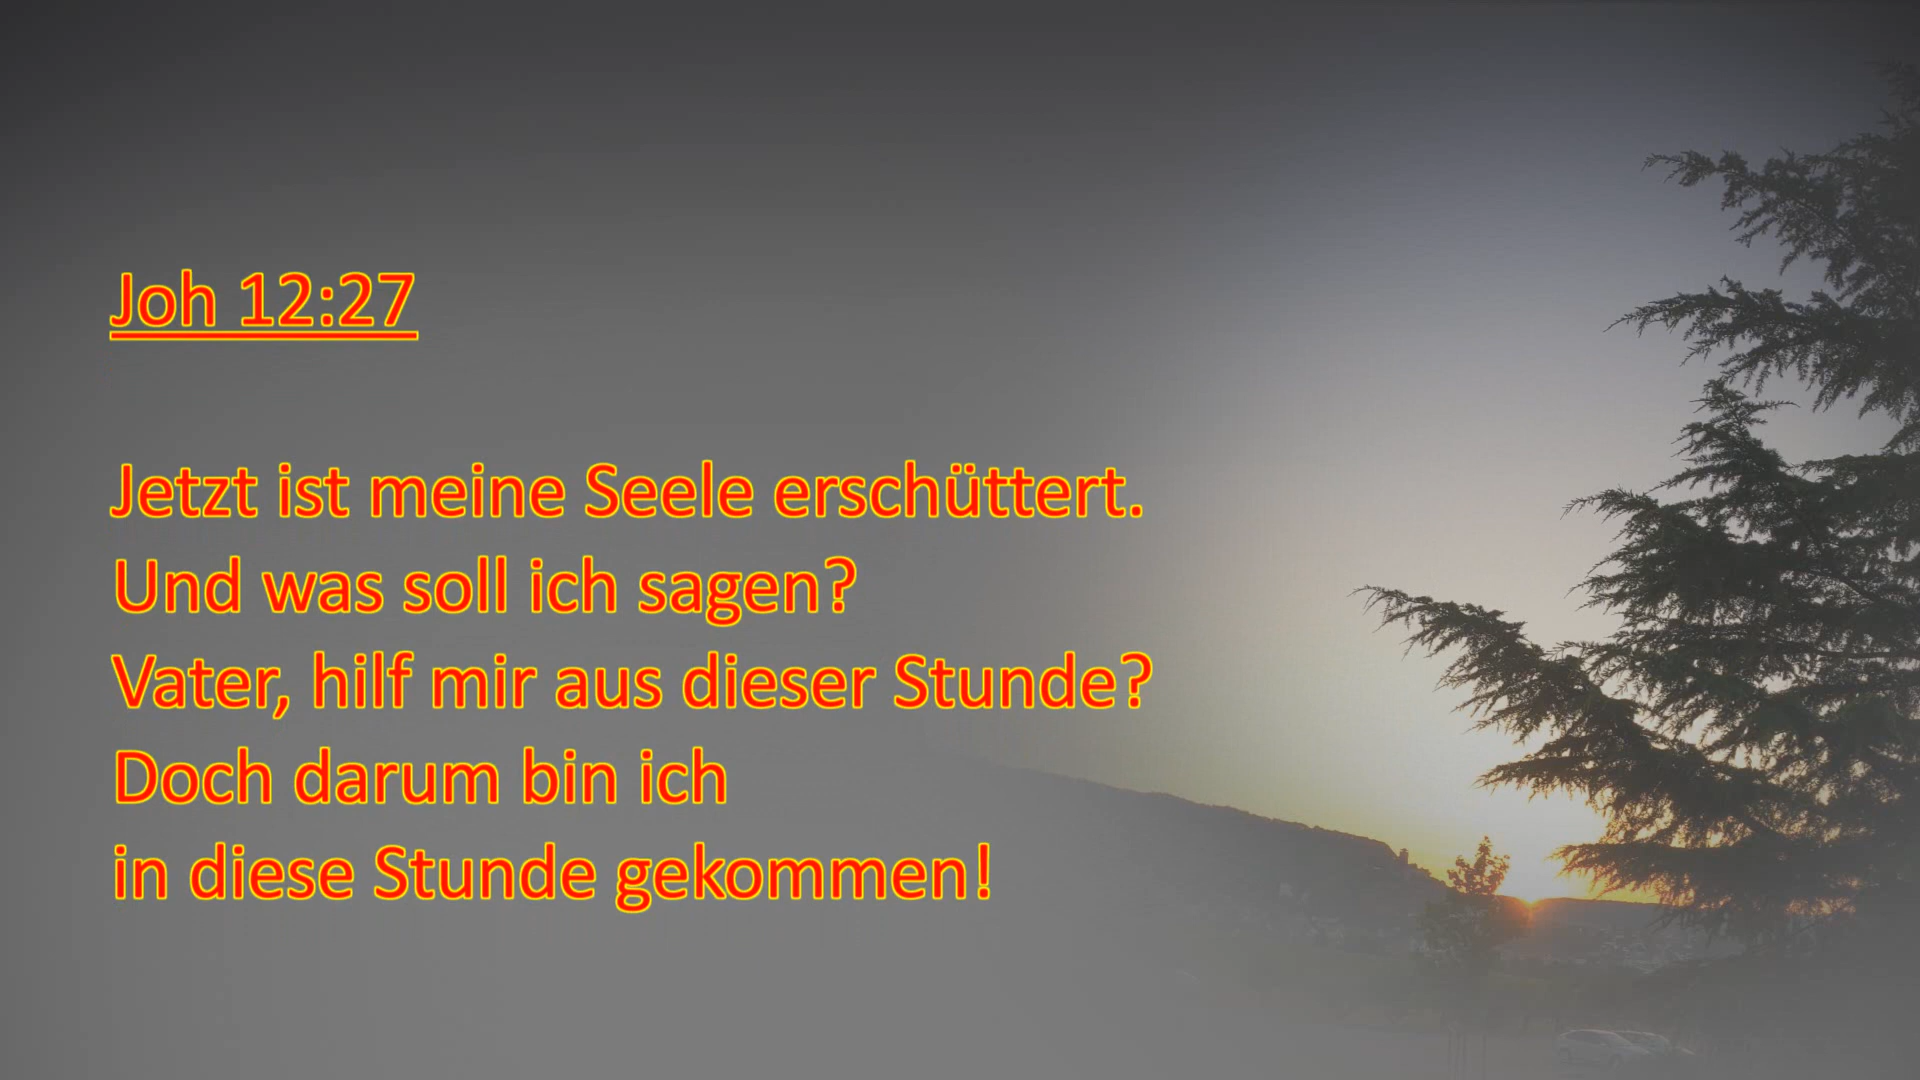 Joh 12:27
Jetzt ist meine Seele erschüttert.
Und was soll ich sagen?
Vater, hilf mir aus dieser Stunde?
Doch darum bin ich
in diese Stunde gekommen!